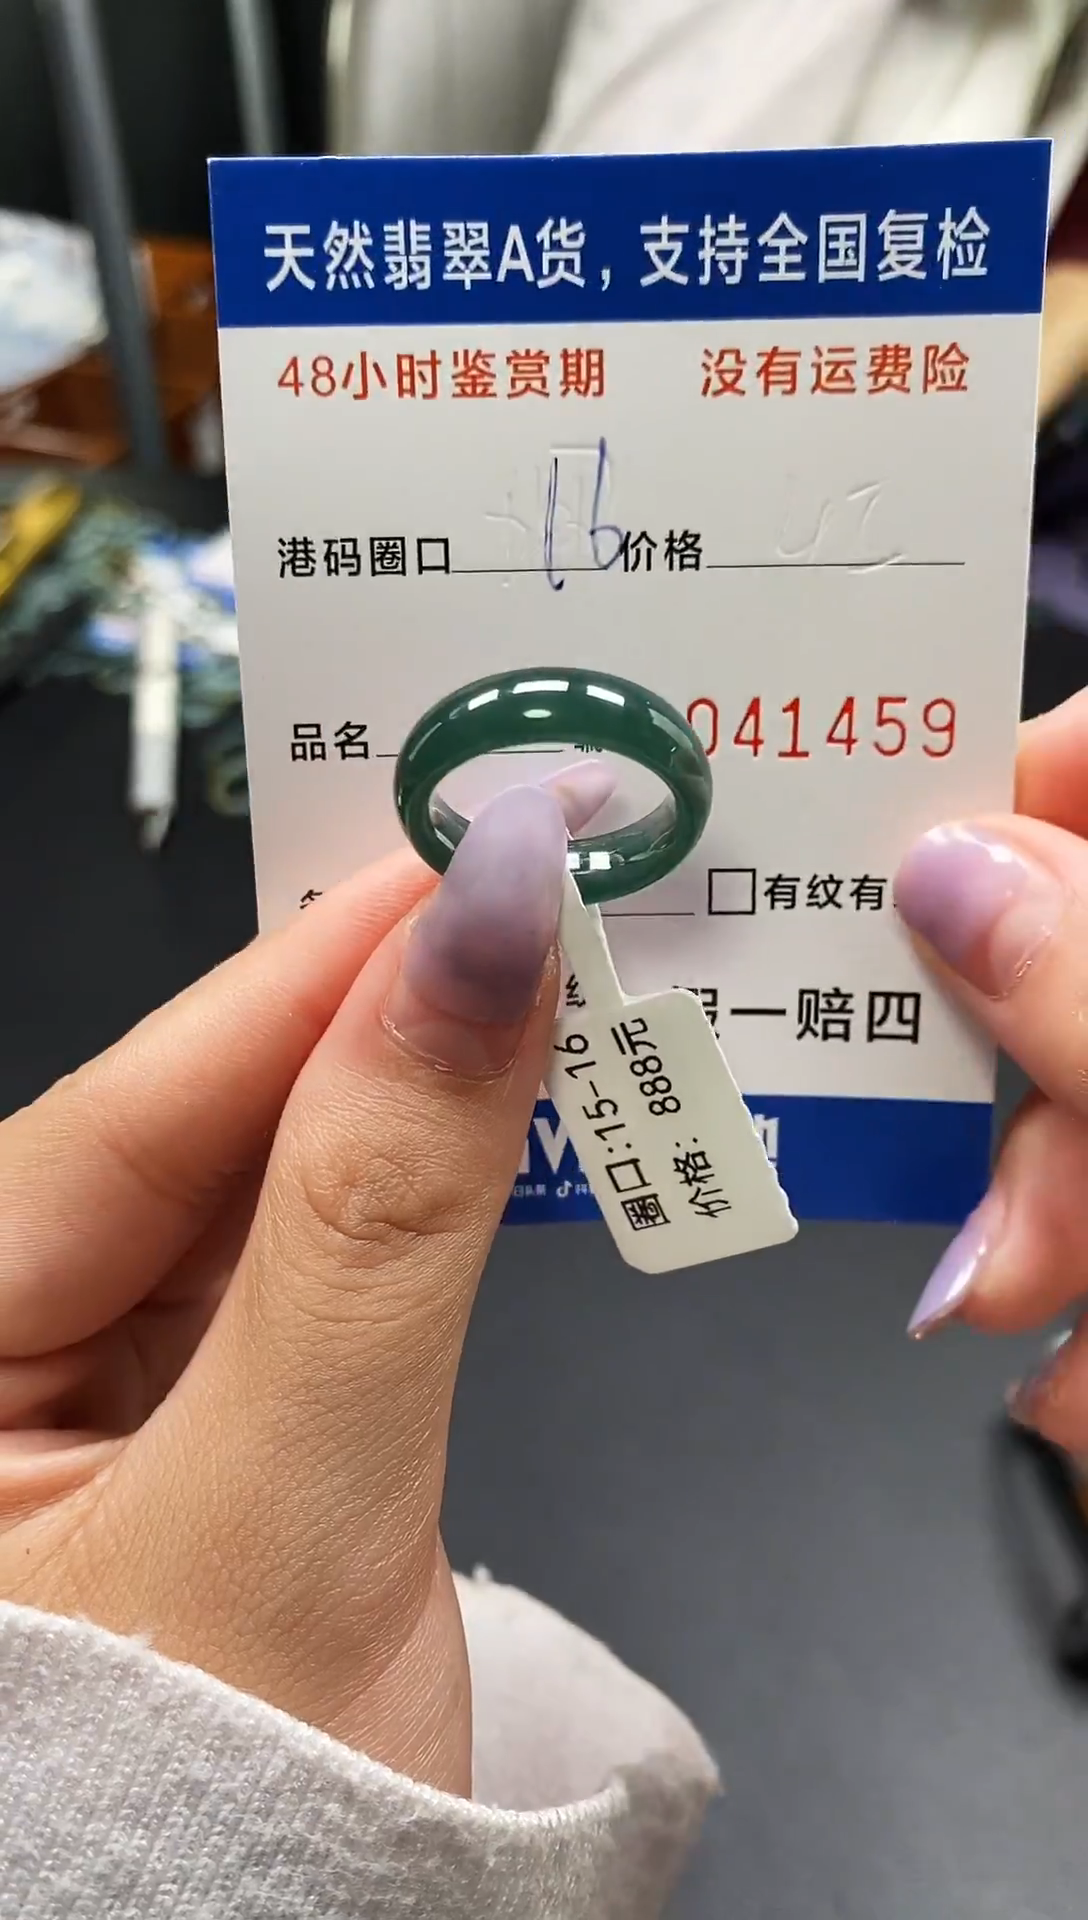 天然翡翠A货，支持全国复检
48小时鉴赏期 没有运费险
港码圈口 16 价格
品名 041459
有纹有
一赔四
圈口:15-16
价格: 888元